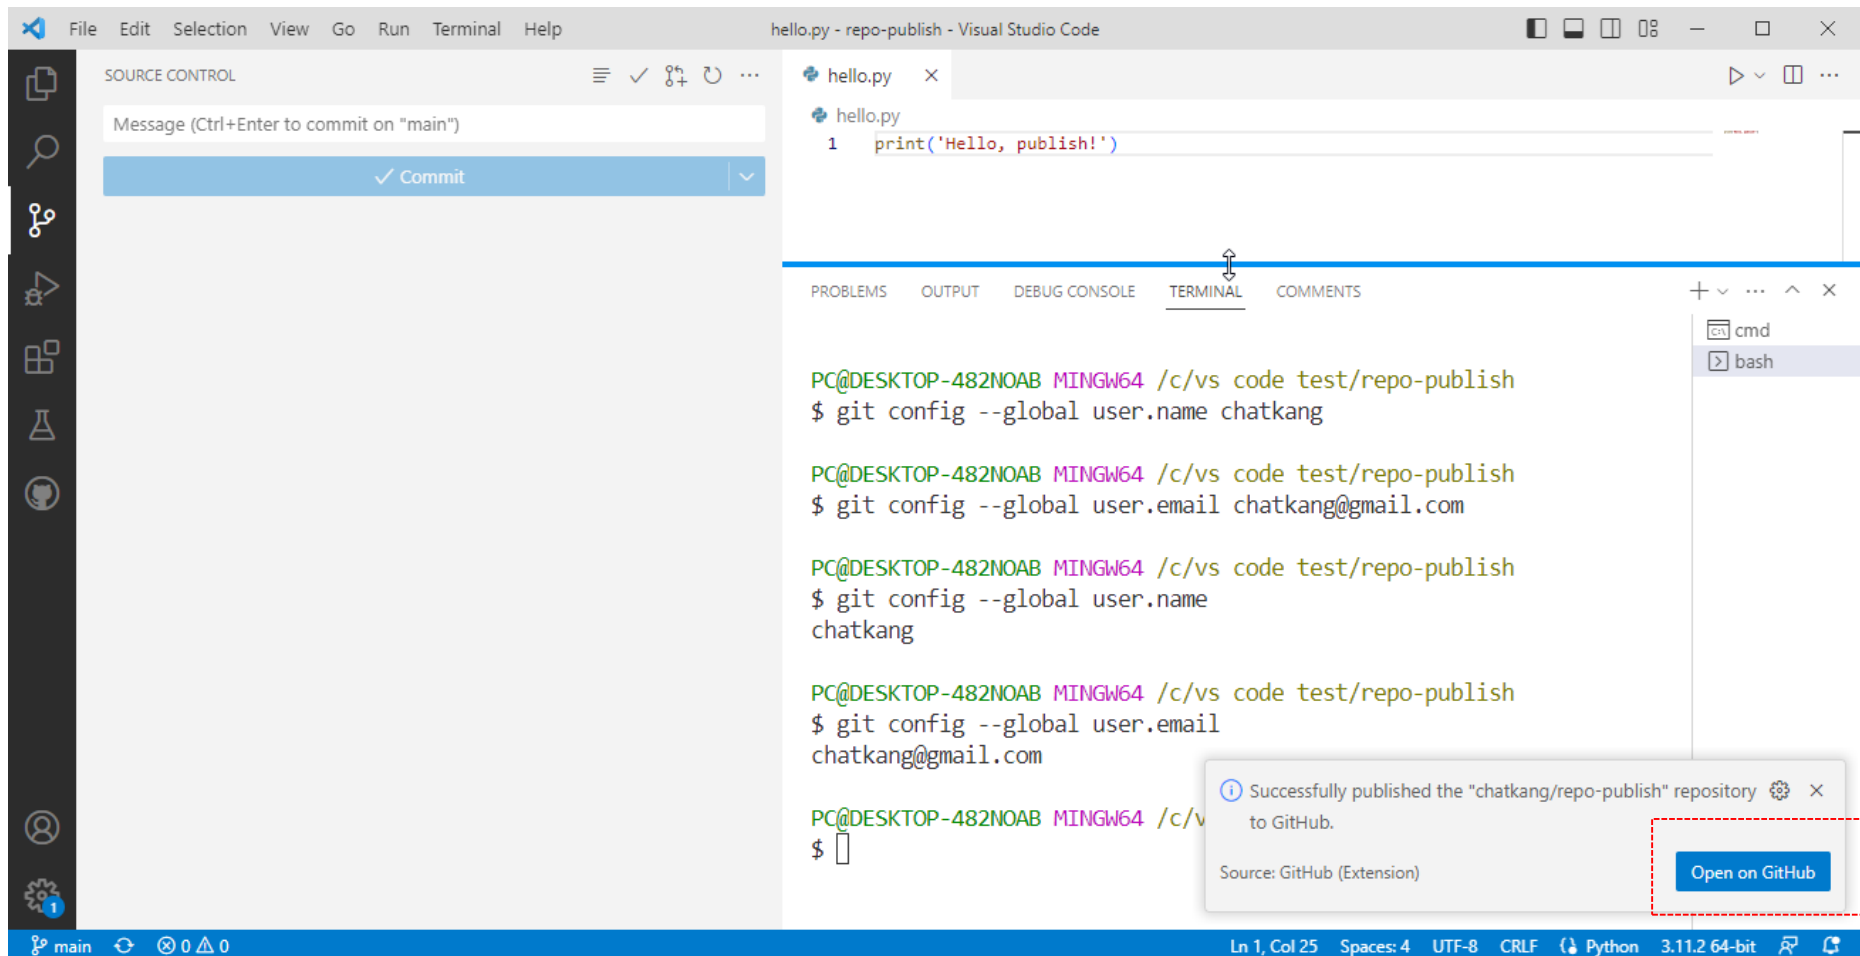 File Edit Selection View Go Run Terminal Help hello.py - repo-publish - Visual Studio Code
SOURCE CONTROL
Message (Ctrl+Enter to commit on "main")
Commit
hello.py
hello.py
1 print('Hello, publish!')
PROBLEMS OUTPUT DEBUG CONSOLE TERMINAL COMMENTS
cmd
bash
PC@DESKTOP-482NOAB MINGW64 /c/vs code test/repo-publish
$ git config --global user.name chatkang
PC@DESKTOP-482NOAB MINGW64 /c/vs code test/repo-publish
$ git config --global user.email chatkang@gmail.com
PC@DESKTOP-482NOAB MINGW64 /c/vs code test/repo-publish
$ git config --global user.name
chatkang
PC@DESKTOP-482NOAB MINGW64 /c/vs code test/repo-publish
$ git config --global user.email
chatkang@gmail.com
PC@DESKTOP-482NOAB MINGW64 /c/v
$
Successfully published the "chatkang/repo-publish" repository
to GitHub.
Source: GitHub (Extension) Open on GitHub
1
main 0 0 Ln 1, Col 25 Spaces: 4 UTF-8 CRLF Python 3.11.2 64-bit